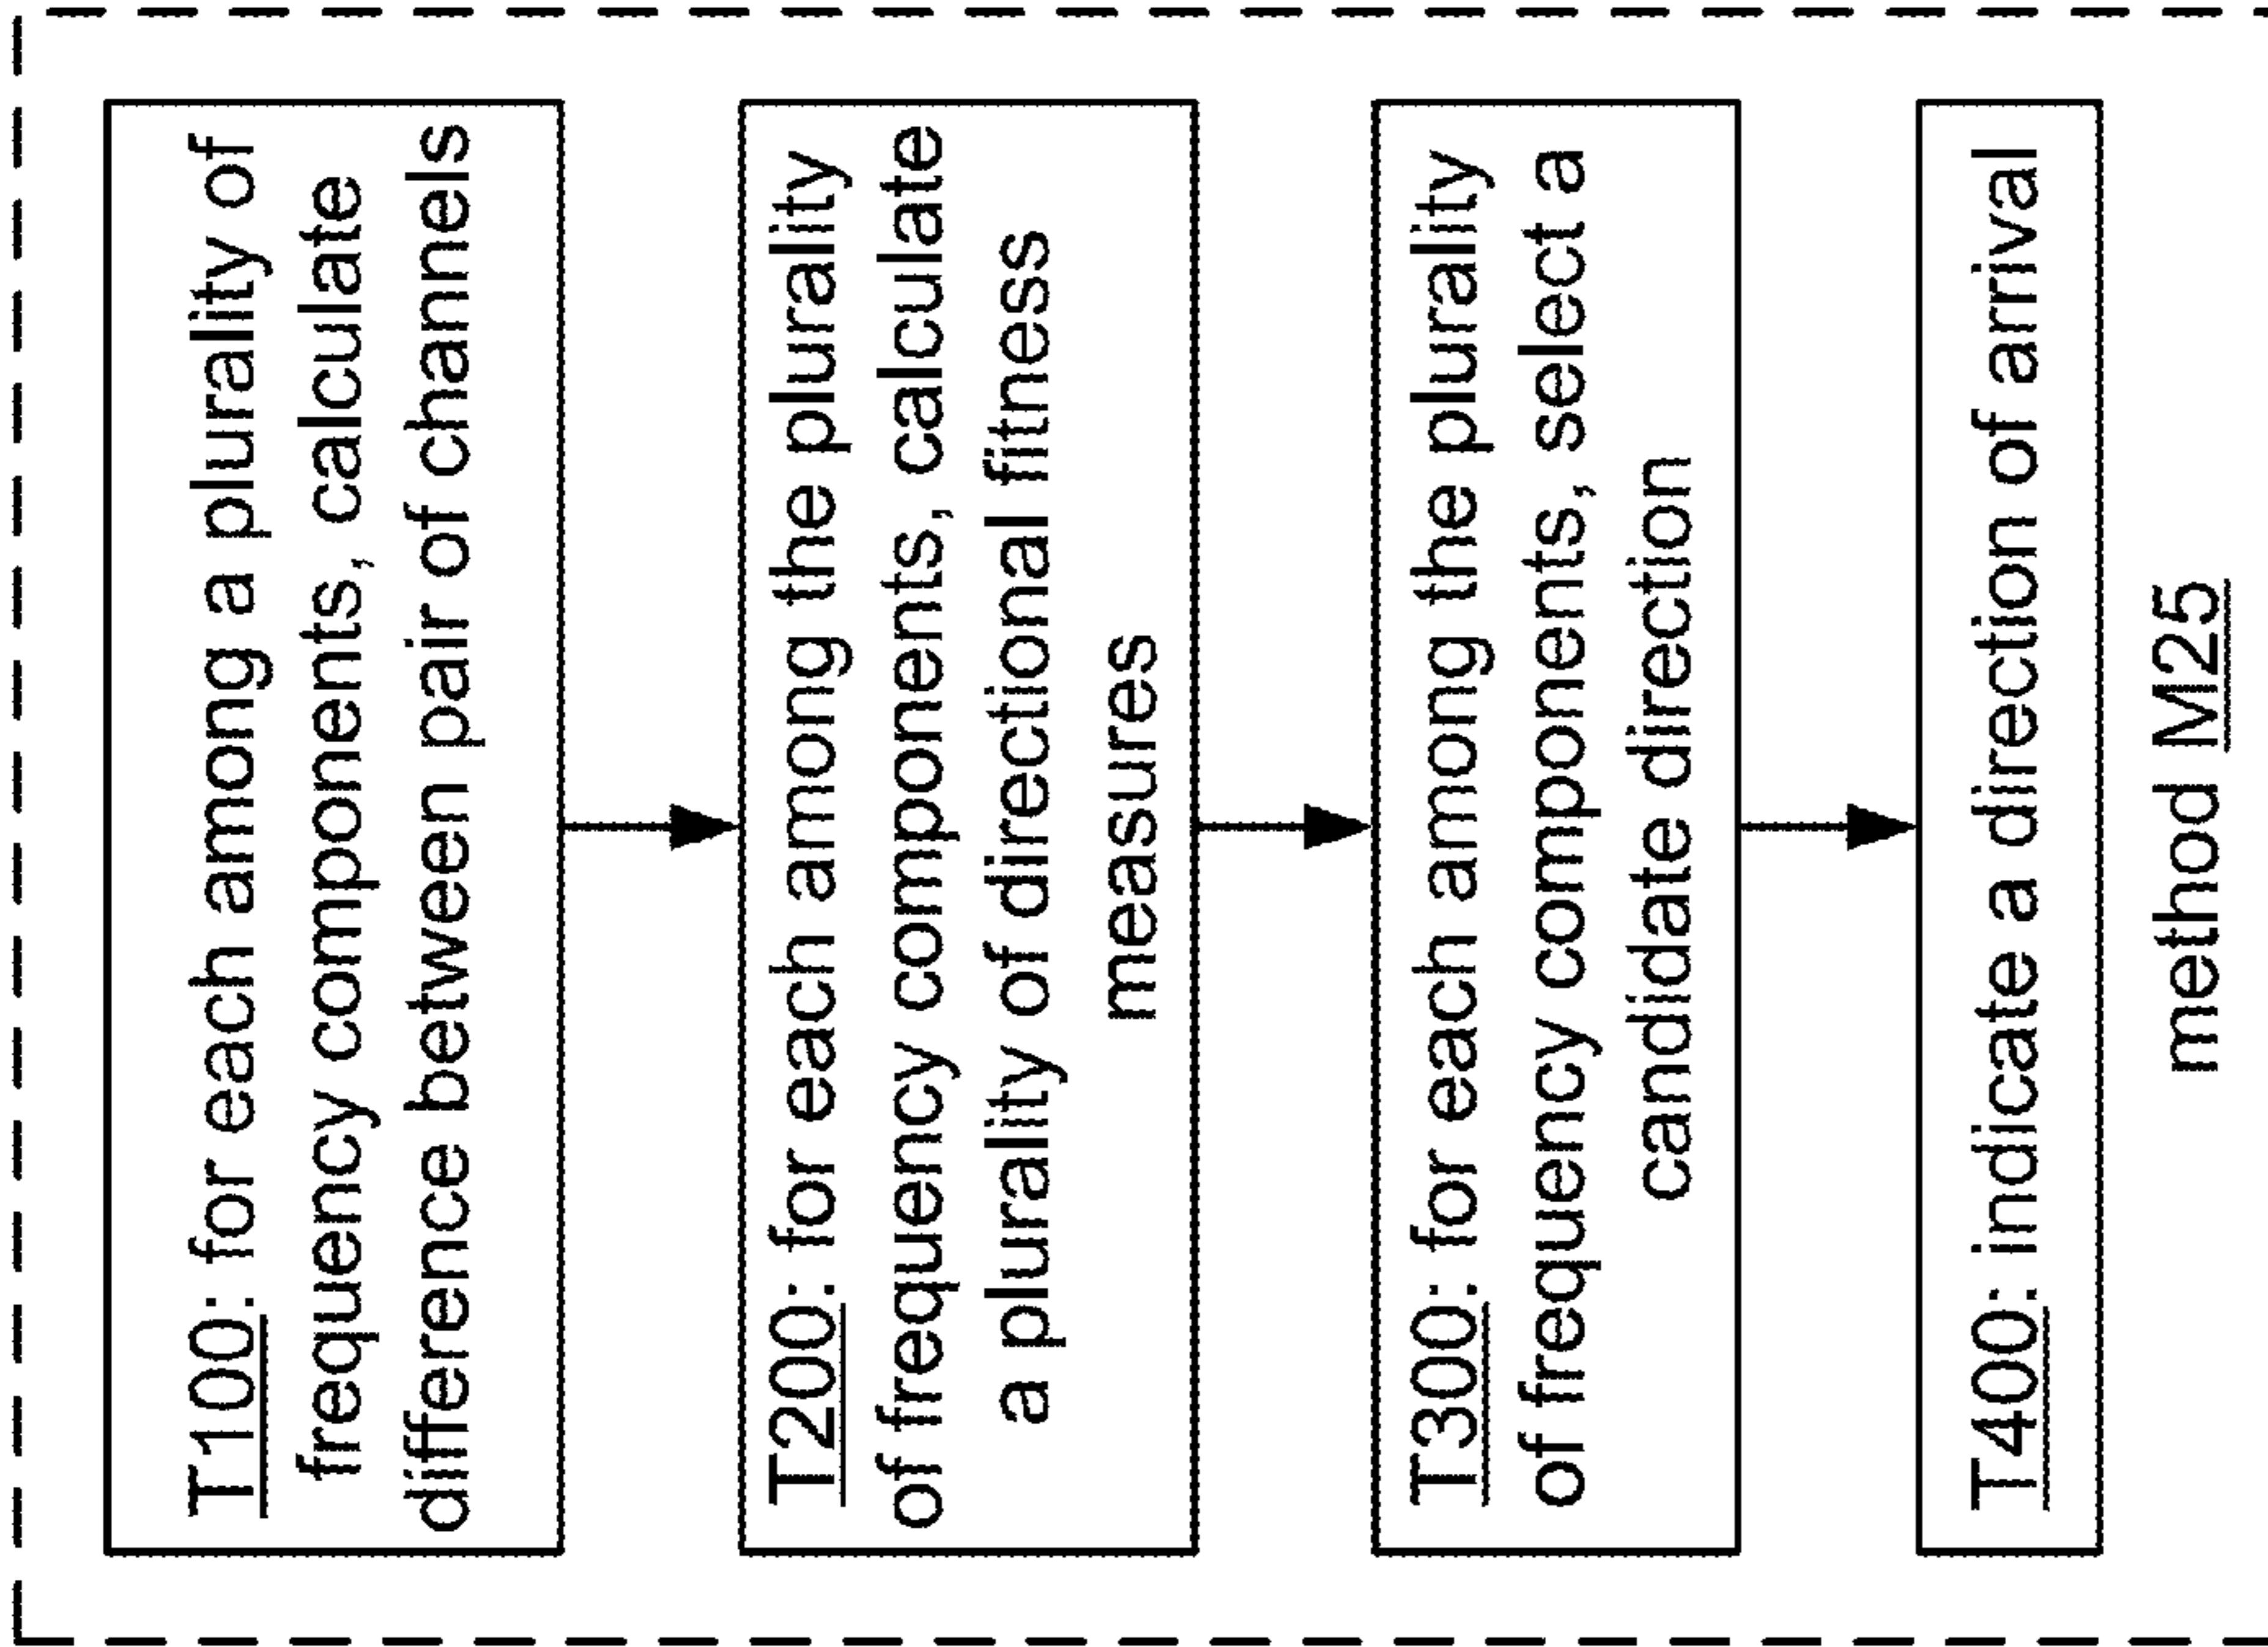 T100: for each among a plurality of
frequency components, calculate
difference between pair of channels
T200: for each among the plurality
of frequency components, calculate
a plurality of directional fitness
measures
T300: for each among the plurality
of frequency components, select a
candidate direction
T400: indicate a direction of arrival
method M25